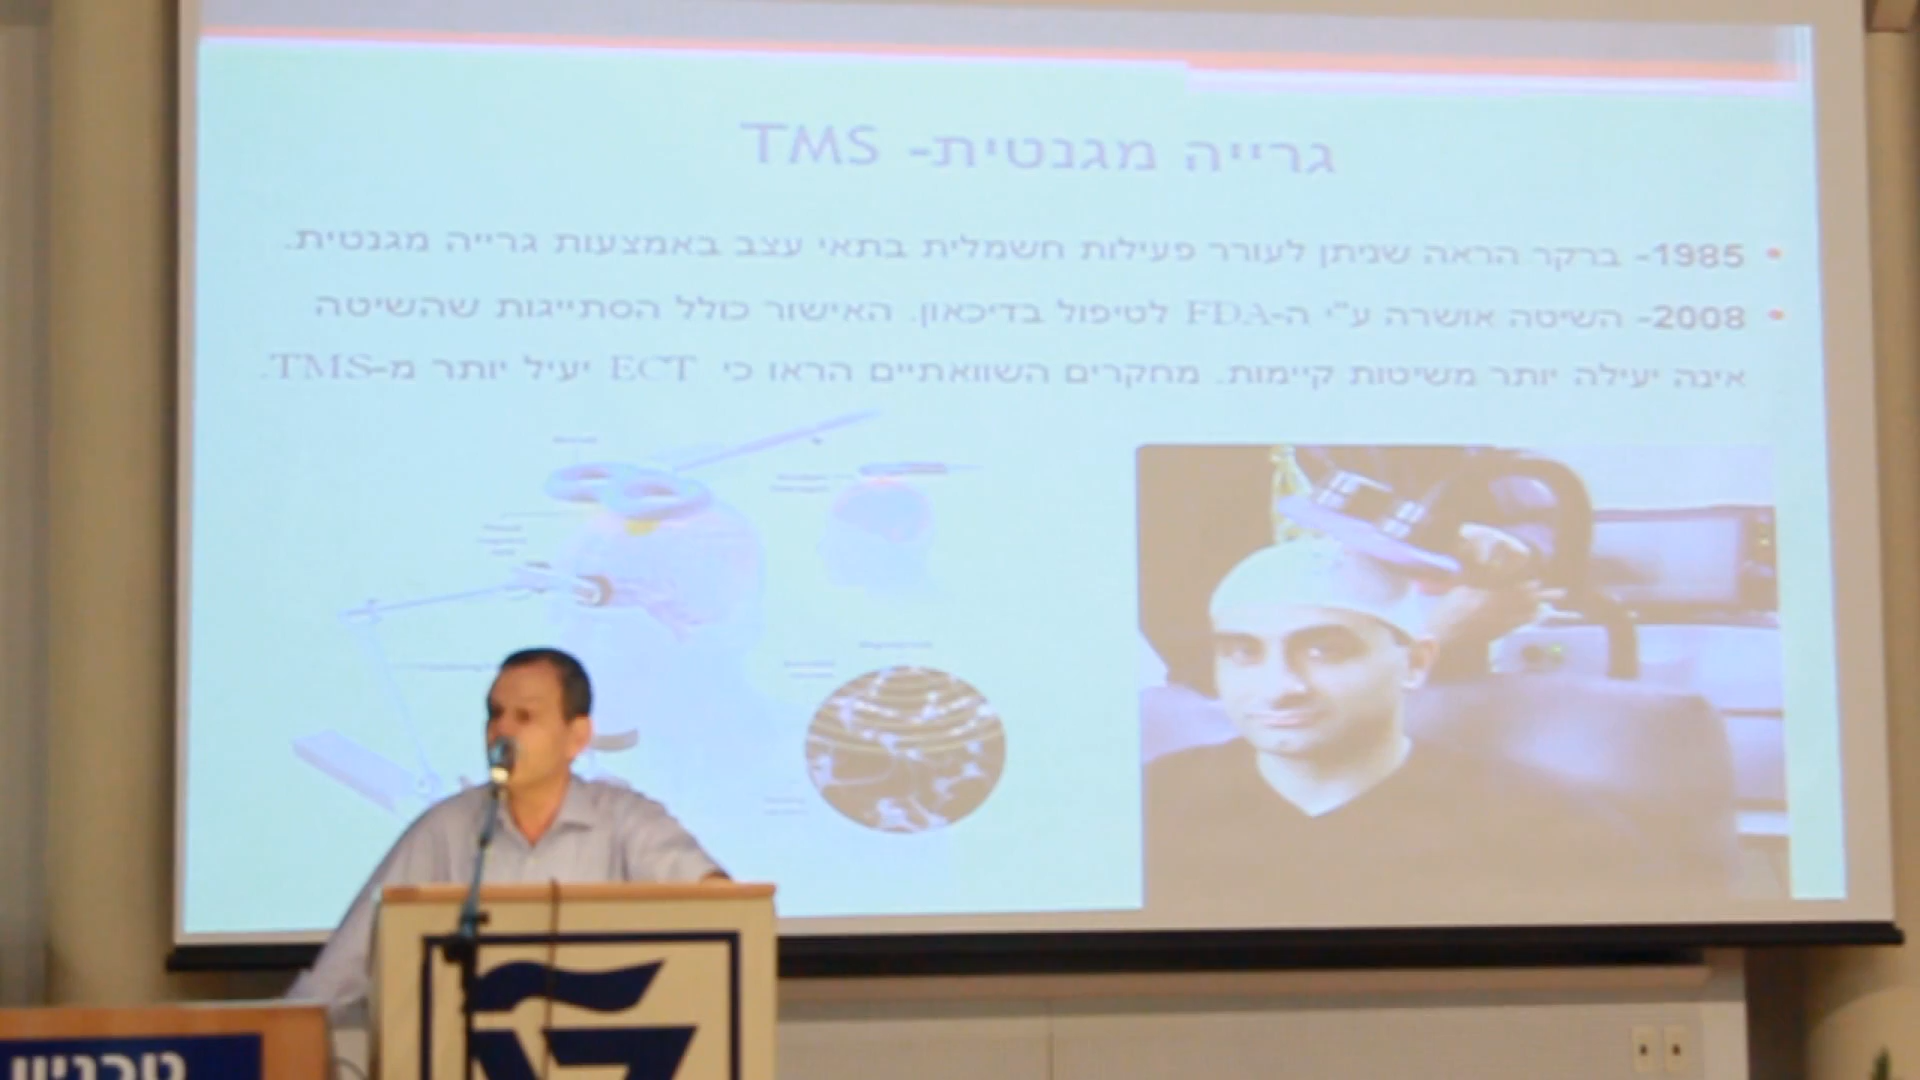 גרייה מגנטית- TMS
• 1985- ברקר הראה שניתן לעורר פעילות חשמלית בתאי עצב באמצעות גרייה מגנטית.
• 2008- השיטה אושרה ע"י ה-FDA לטיפול בדיכאון. האישור כולל הסתייגות שהשיטה
אינה יעילה יותר משיטות קיימות. מחקרים השוואתיים הראו כי ECT יעיל יותר מ-TMS.
טכניון